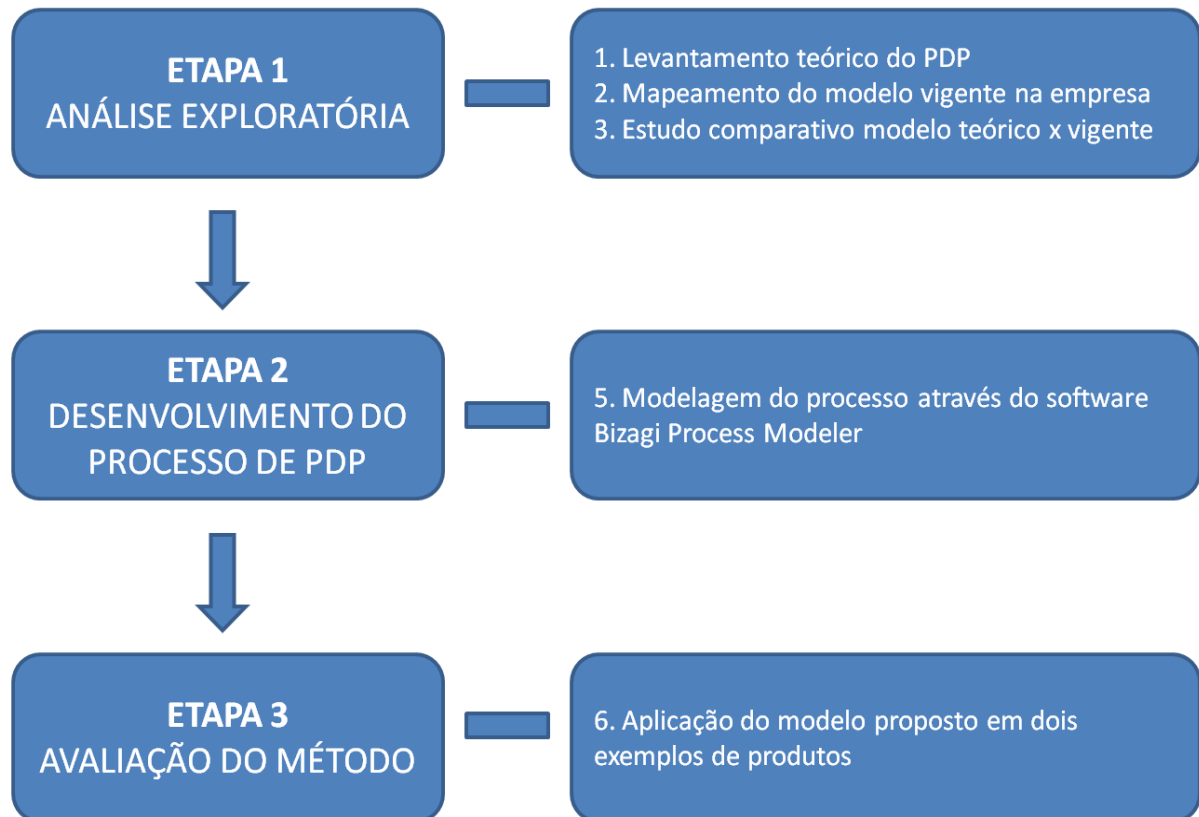 ETAPA 1
ANÁLISE EXPLORATÓRIA
1. Levantamento teórico do PDP
2. Mapeamento do modelo vigente na empresa
3. Estudo comparativo modelo teórico x vigente
ETAPA 2
DESENVOLVIMENTO DO
PROCESSO DE PDP
5. Modelagem do processo através do software
Bizagi Process Modeler
ETAPA 3
AVALIAÇÃO DO MÉTODO
6. Aplicação do modelo proposto em dois
exemplos de produtos